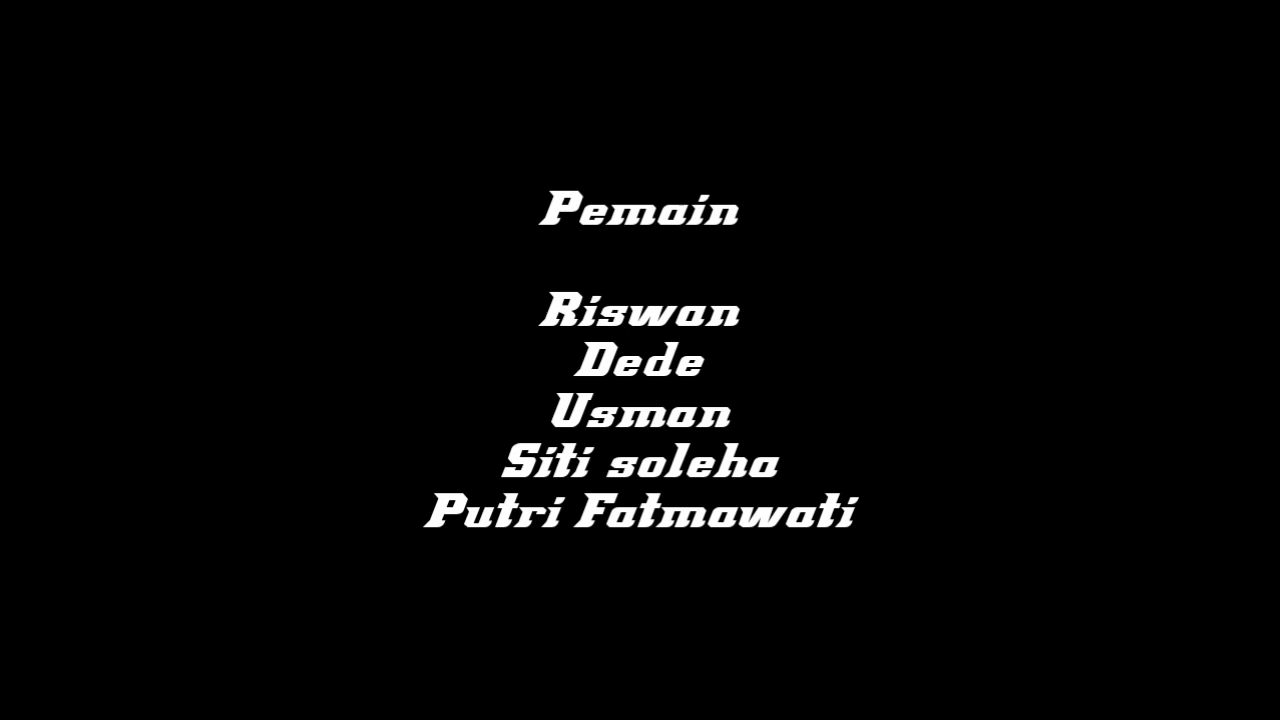 Pemain
Riswan
Dede
Usman
Siti soleha
Putri Fatmawati